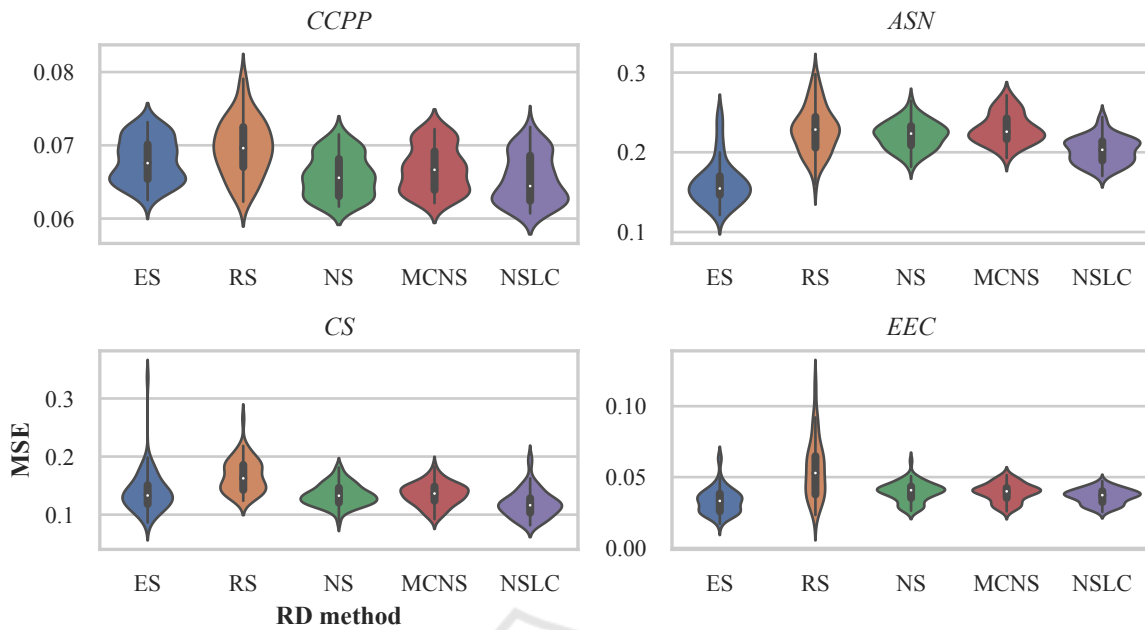 CCPP
0.08
0.07
0.06
ES RS NS MCNS NSLC
ASN
0.3
0.2
0.1
ES RS NS MCNS NSLC
CS
MSE
0.3
0.2
0.1
ES RS NS MCNS NSLC
RD method
EEC
0.10
0.05
0.00
ES RS NS MCNS NSLC